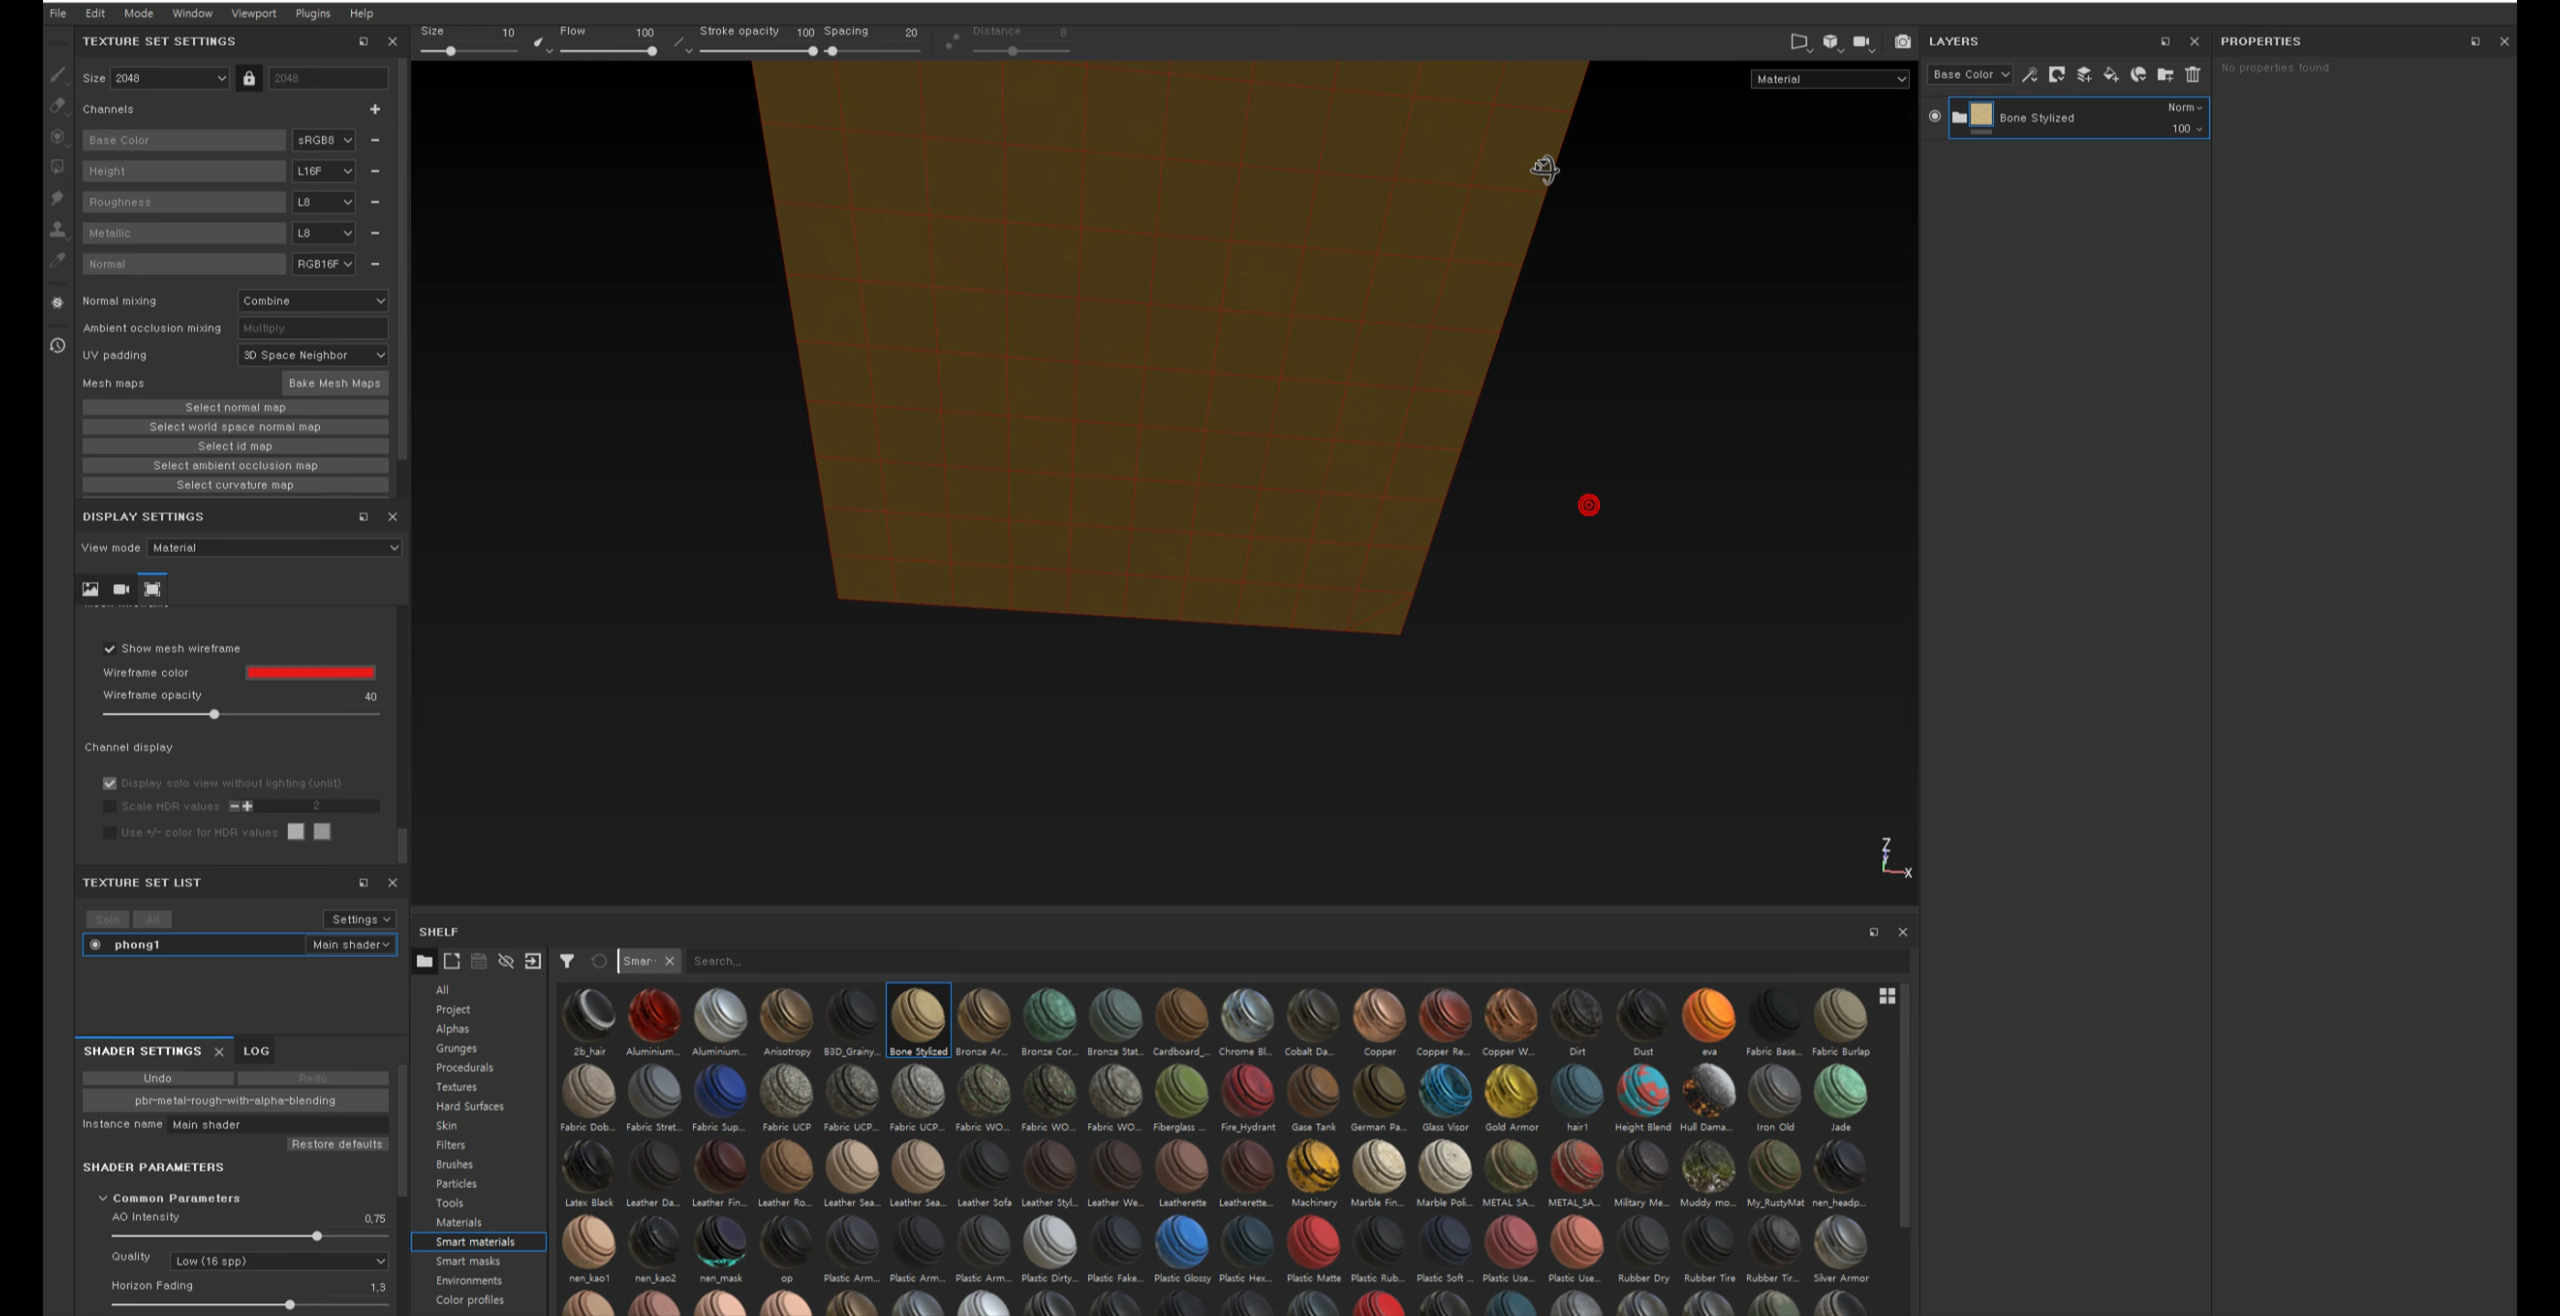 File Edit Mode Window Viewport Plugins Help
TEXTURE SET SETTINGS
Size 2048 2048
Channels
Base Color sRGB8
Height L16F
Roughness L8
Metallic L8
Normal RGB16F
Normal mixing Combine
Ambient occlusion mixing Multiply
UV padding 3D Space Neighbor
Mesh maps Bake Mesh Maps
Select normal map
Select world space normal map
Select id map
Select ambient occlusion map
Select curvature map
DISPLAY SETTINGS
View mode Material
Show mesh wireframe
Wireframe color
Wireframe opacity 40
Channel display
Display solo view without lighting (unlit)
Scale HDR values 2
Use +/- color for HDR values
TEXTURE SET LIST
Solo All Settings
phong1 Main shader
SHADER SETTINGS LOG
Undo Redo
pbr-metal-rough-with-alpha-blending
Instance name Main shader
Restore defaults
SHADER PARAMETERS
Common Parameters
AO Intensity 0,75
Quality Low (16 spp)
Horizon Fading 1,3
Size 10 Flow 100 Stroke opacity 100 Spacing 20 Distance 8
Material
Z
Y
X
SHELF
Smar·· Search...
All
Project
Alphas
Grunges
Procedurals
Textures
Hard Surfaces
Skin
Filters
Brushes
Particles
Tools
Materials
Smart materials
Smart masks
Environments
Color profiles
2b_hair Aluminium... Aluminium... Anisotropy B3D_Grainy... Bone Stylized Bronze Ar... Bronze Cor... Bronze Stat... Cardboard_... Chrome Bl... Cobalt Da... Copper Copper Re... Copper W... Dirt Dust eva Fabric Base... Fabric Burlap
Fabric Dob... Fabric Stret... Fabric Sup... Fabric UCP Fabric UCP... Fabric UCP... Fabric WO... Fabric WO... Fabric WO... Fiberglass ... Fire_Hydrant Gase Tank German Pa... Glass Visor Gold Armor hair1 Height Blend Hull Dama... Iron Old Jade
Latex Black Leather Da... Leather Fin... Leather Ro... Leather Sea... Leather Sea... Leather Sofa Leather Styl... Leather We... Leatherette Leatherette... Machinery Marble Fin... Marble Poli... METAL SA... METAL_SA... Military Me... Muddy mo... My_RustyMat nen_headp...
nen_kao1 nen_kao2 nen_mask op Plastic Arm... Plastic Arm... Plastic Arm... Plastic Dirty... Plastic Fake... Plastic Glossy Plastic Hex... Plastic Matte Plastic Rub... Plastic Soft ... Plastic Use... Plastic Use... Rubber Dry Rubber Tire Rubber Tir... Silver Armor
LAYERS
Base Color
Bone Stylized Norm
100
PROPERTIES
No properties found